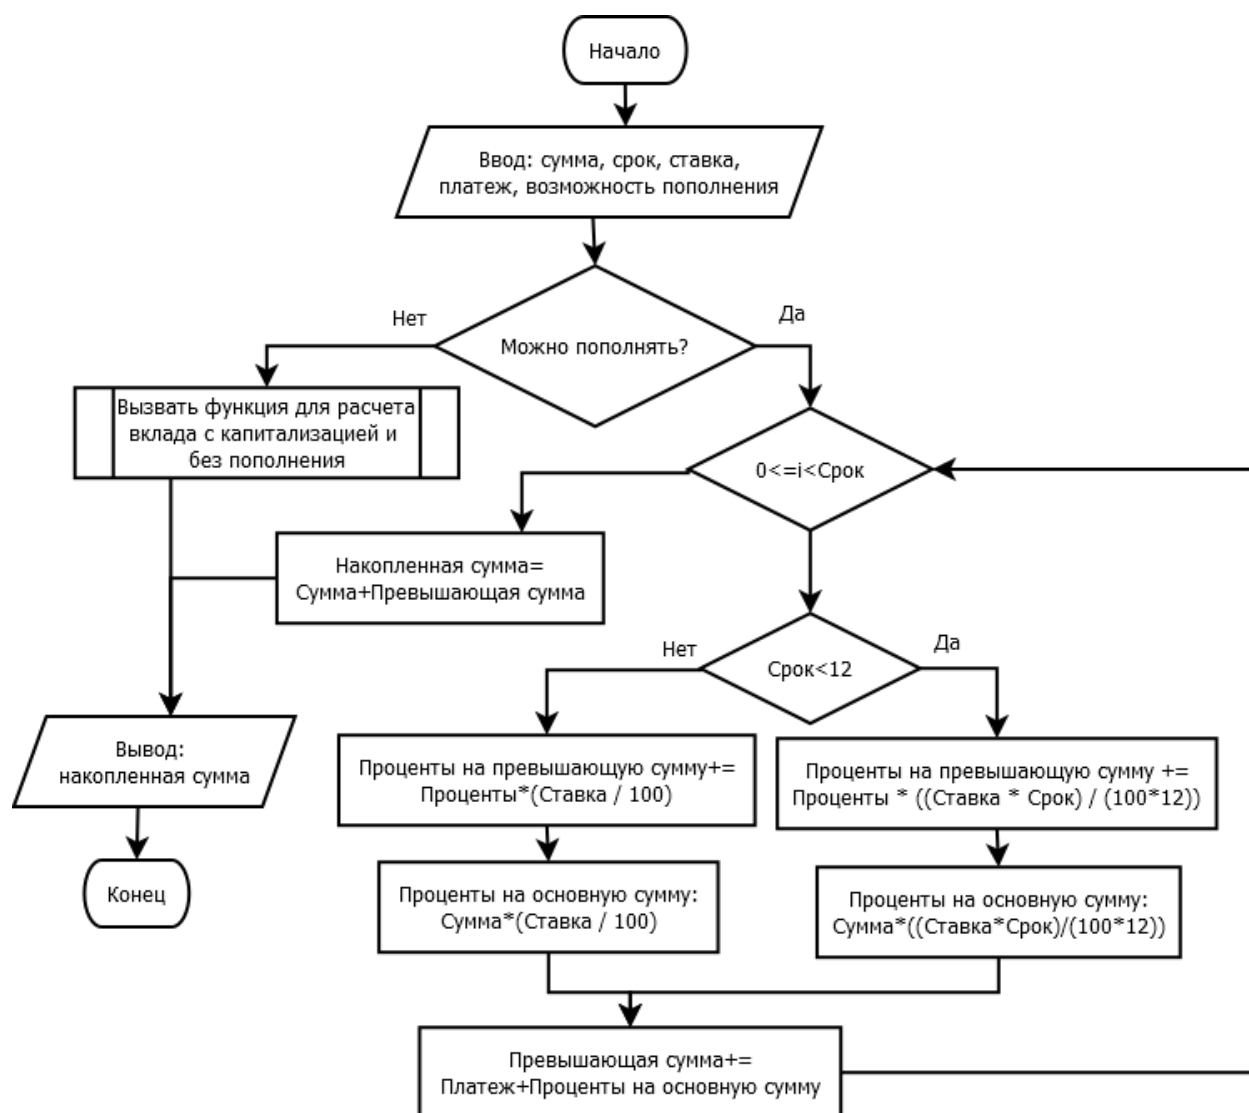 Начало
Ввод: сумма, срок, ставка,
платеж, возможность пополнения
Нет
Да
Можно пополнять?
Вызвать функция для расчета
вклада с капитализацией и
без пополнения
0<=i<Срок
Накопленная сумма=
Сумма+Превышающая сумма
Нет
Да
Срок<12
Вывод:
накопленная сумма
Проценты на превышающую сумму+=
Проценты*(Ставка / 100)
Проценты на превышающую сумму +=
Проценты * ((Ставка * Срок) / (100*12))
Конец
Проценты на основную сумму:
Сумма*(Ставка / 100)
Проценты на основную сумму:
Сумма*((Ставка*Срок)/(100*12))
Превышающая сумма+=
Платеж+Проценты на основную сумму